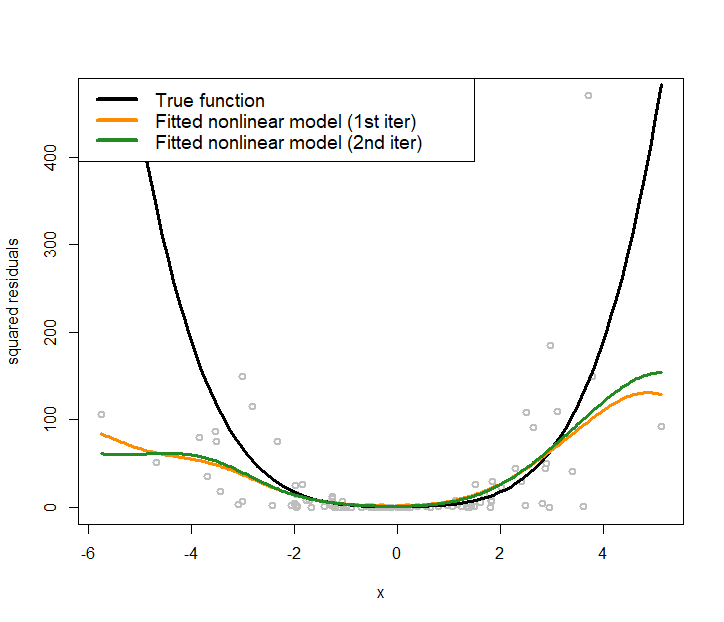 True function
Fitted nonlinear model (1st iter)
Fitted nonlinear model (2nd iter)
squared residuals
400
300
200
100
0
-6 -4 -2 0 2 4
x